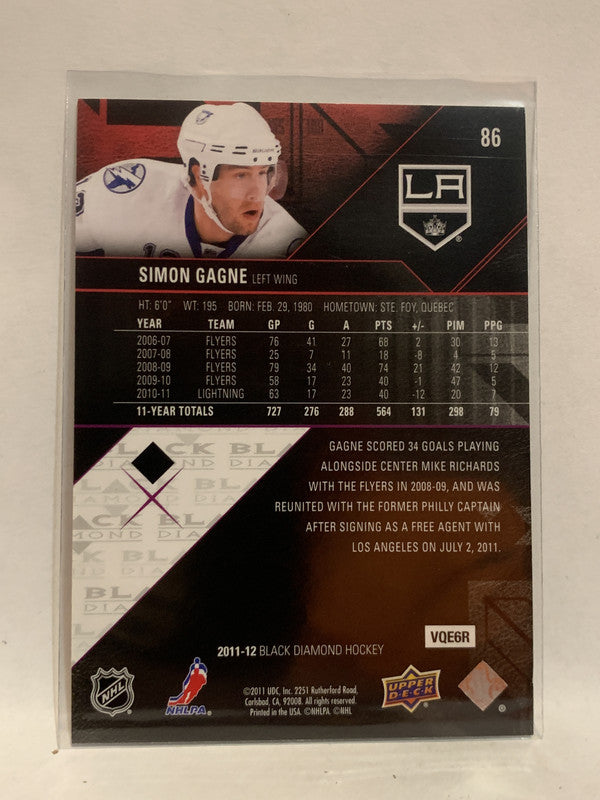 86
LA
SIMON GAGNE LEFT WING
HT: 6'0" WT: 195 BORN: FEB. 29, 1980 HOMETOWN: STE. FOY, QUEBEC
YEAR TEAM GP G A PTS +/- PIM PPG
2006-07 FLYERS 76 41 27 68 2 30 13
2007-08 FLYERS 25 7 11 18 -8 4 5
2008-09 FLYERS 79 34 40 74 21 42 12
2009-10 FLYERS 58 17 23 40 -1 47 5
2010-11 LIGHTNING 63 17 23 40 -12 20 7
11-YEAR TOTALS 727 276 288 564 131 298 79
GAGNE SCORED 34 GOALS PLAYING
ALONGSIDE CENTER MIKE RICHARDS
WITH THE FLYERS IN 2008-09, AND WAS
REUNITED WITH THE FORMER PHILLY CAPTAIN
AFTER SIGNING AS A FREE AGENT WITH
LOS ANGELES ON JULY 2, 2011.
VQE6R
2011-12 BLACK DIAMOND HOCKEY
NHL
NHLPA
©2011 UDC, Inc. 2251 Rutherford Road,
Carlsbad, CA, 92008. All rights reserved.
Printed in the USA. ©NHLPA. ©NHL
UPPER
DECK